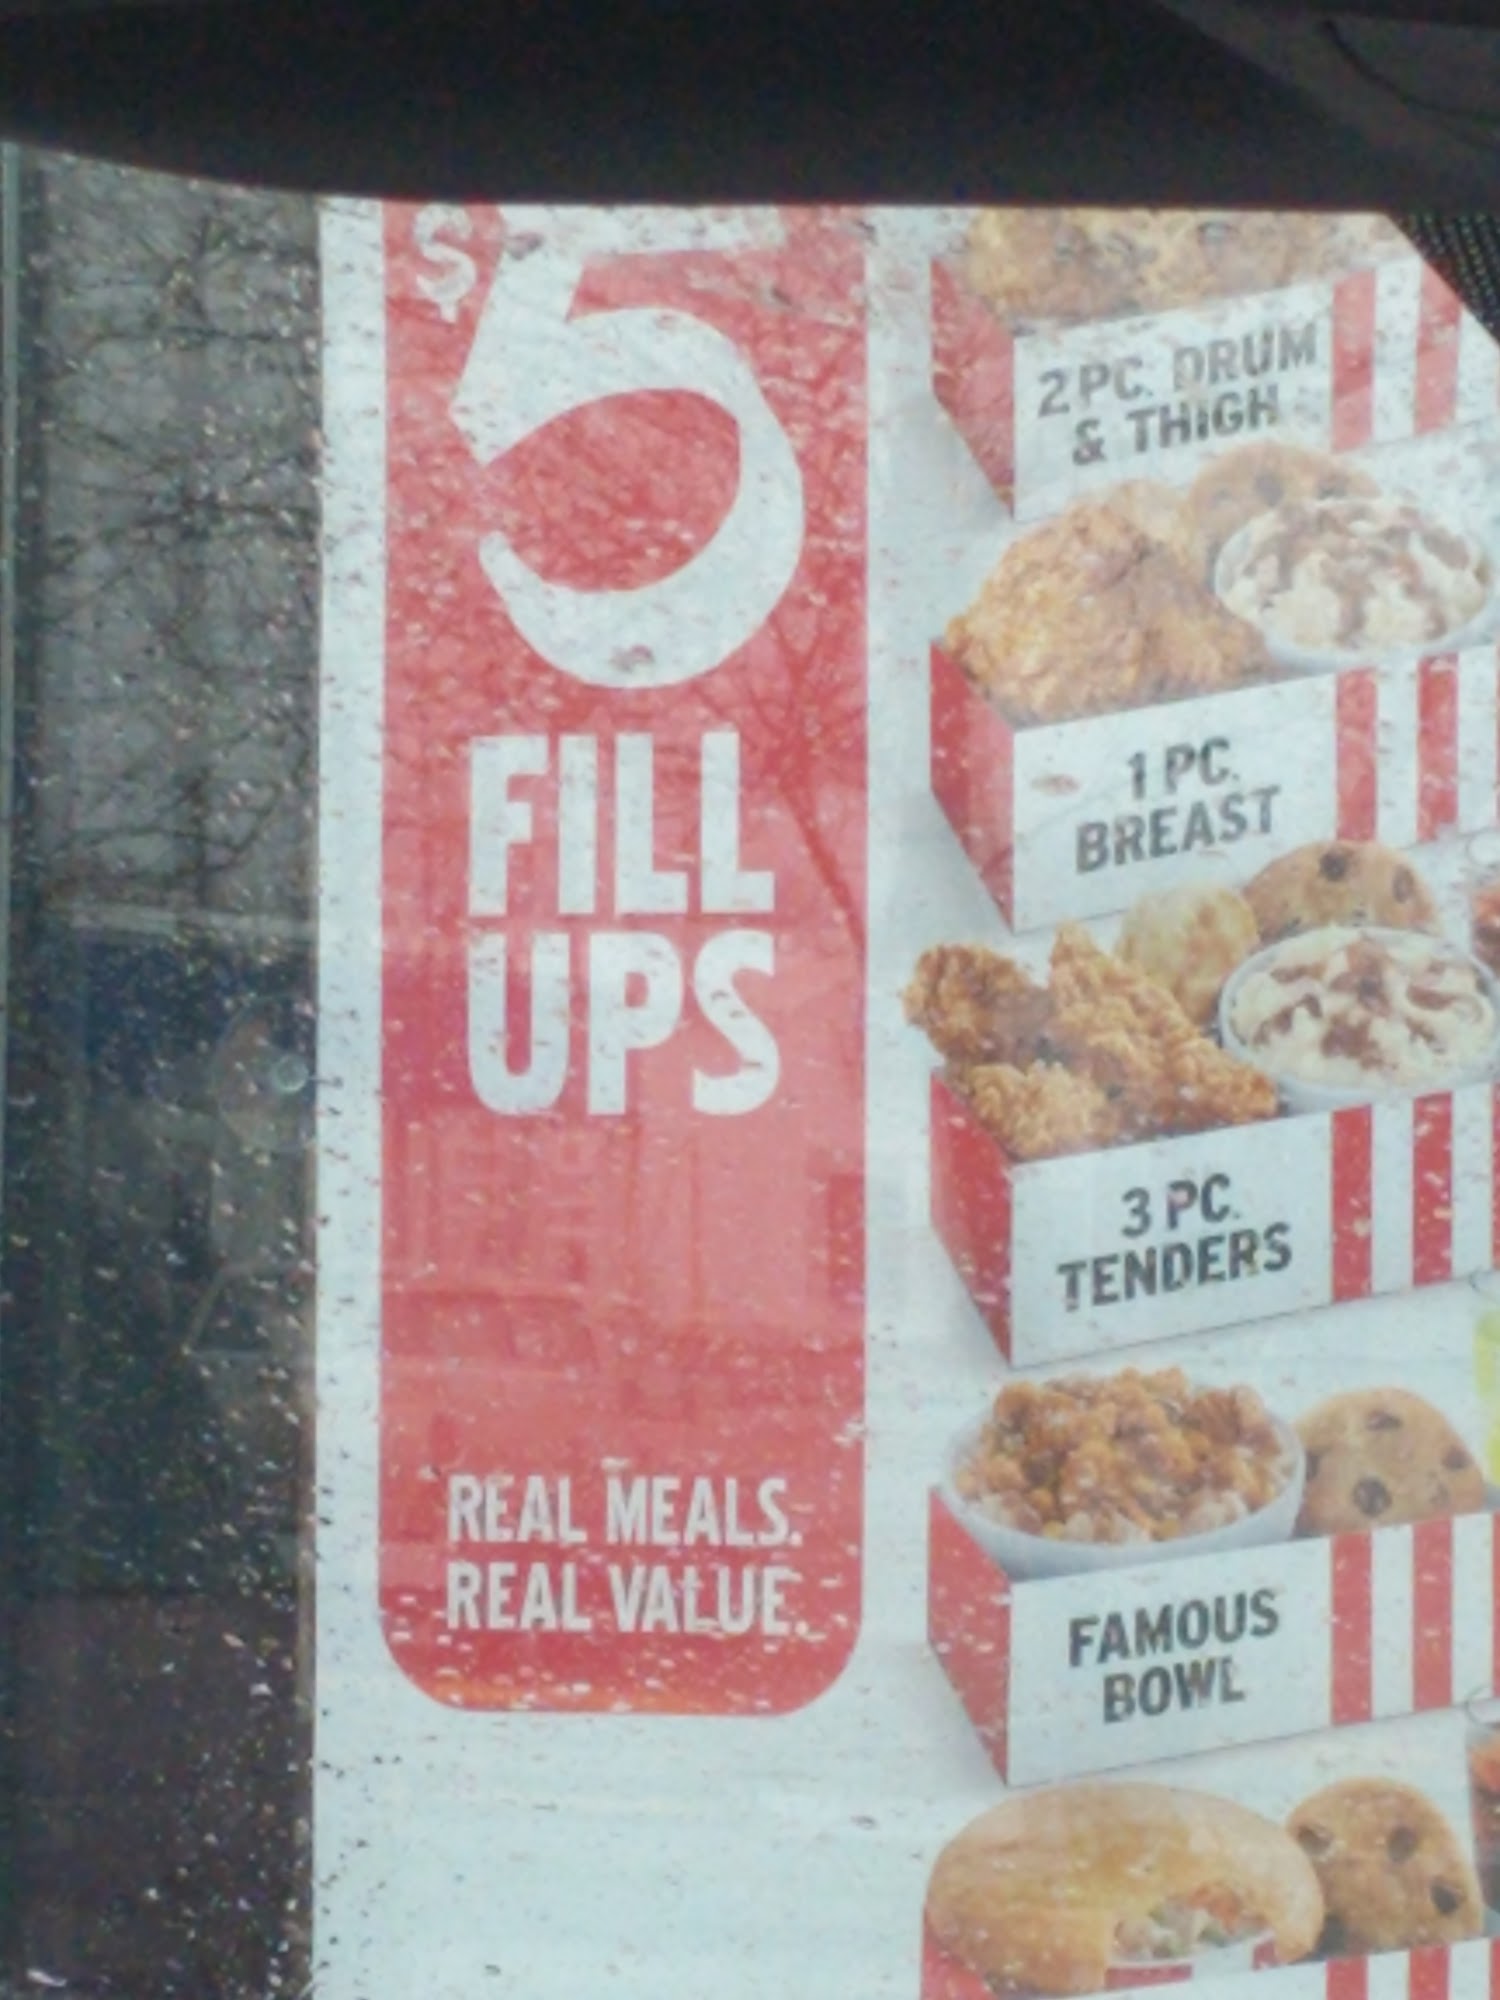 $5
FILL
UPS
REAL MEALS.
REAL VALUE.
2 PC. DRUM
& THIGH
1 PC.
BREAST
3 PC.
TENDERS
FAMOUS
BOWL